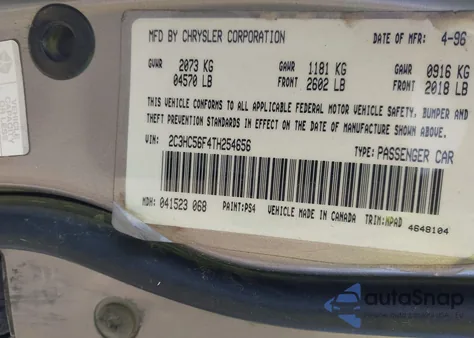 MFD BY CHRYSLER CORPORATION DATE OF MFR: 4-96
GVWR 2073 KG GAWR 1181 KG GAWR 0916 KG
04570 LB FRONT 2602 LB FRONT 2018 LB
THIS VEHICLE CONFORMS TO ALL APPLICABLE FEDERAL MOTOR VEHICLE SAFETY, BUMPER AND
THEFT PREVENTION STANDARDS IN EFFECT ON THE DATE OF MANUFACTURE SHOWN ABOVE.
VIN: 2C3HC56F4TH254656 TYPE: PASSENGER CAR
MDH: 041523 068 PAINT:PS4 VEHICLE MADE IN CANADA TRIM:NPAD
4648104
autoSnap